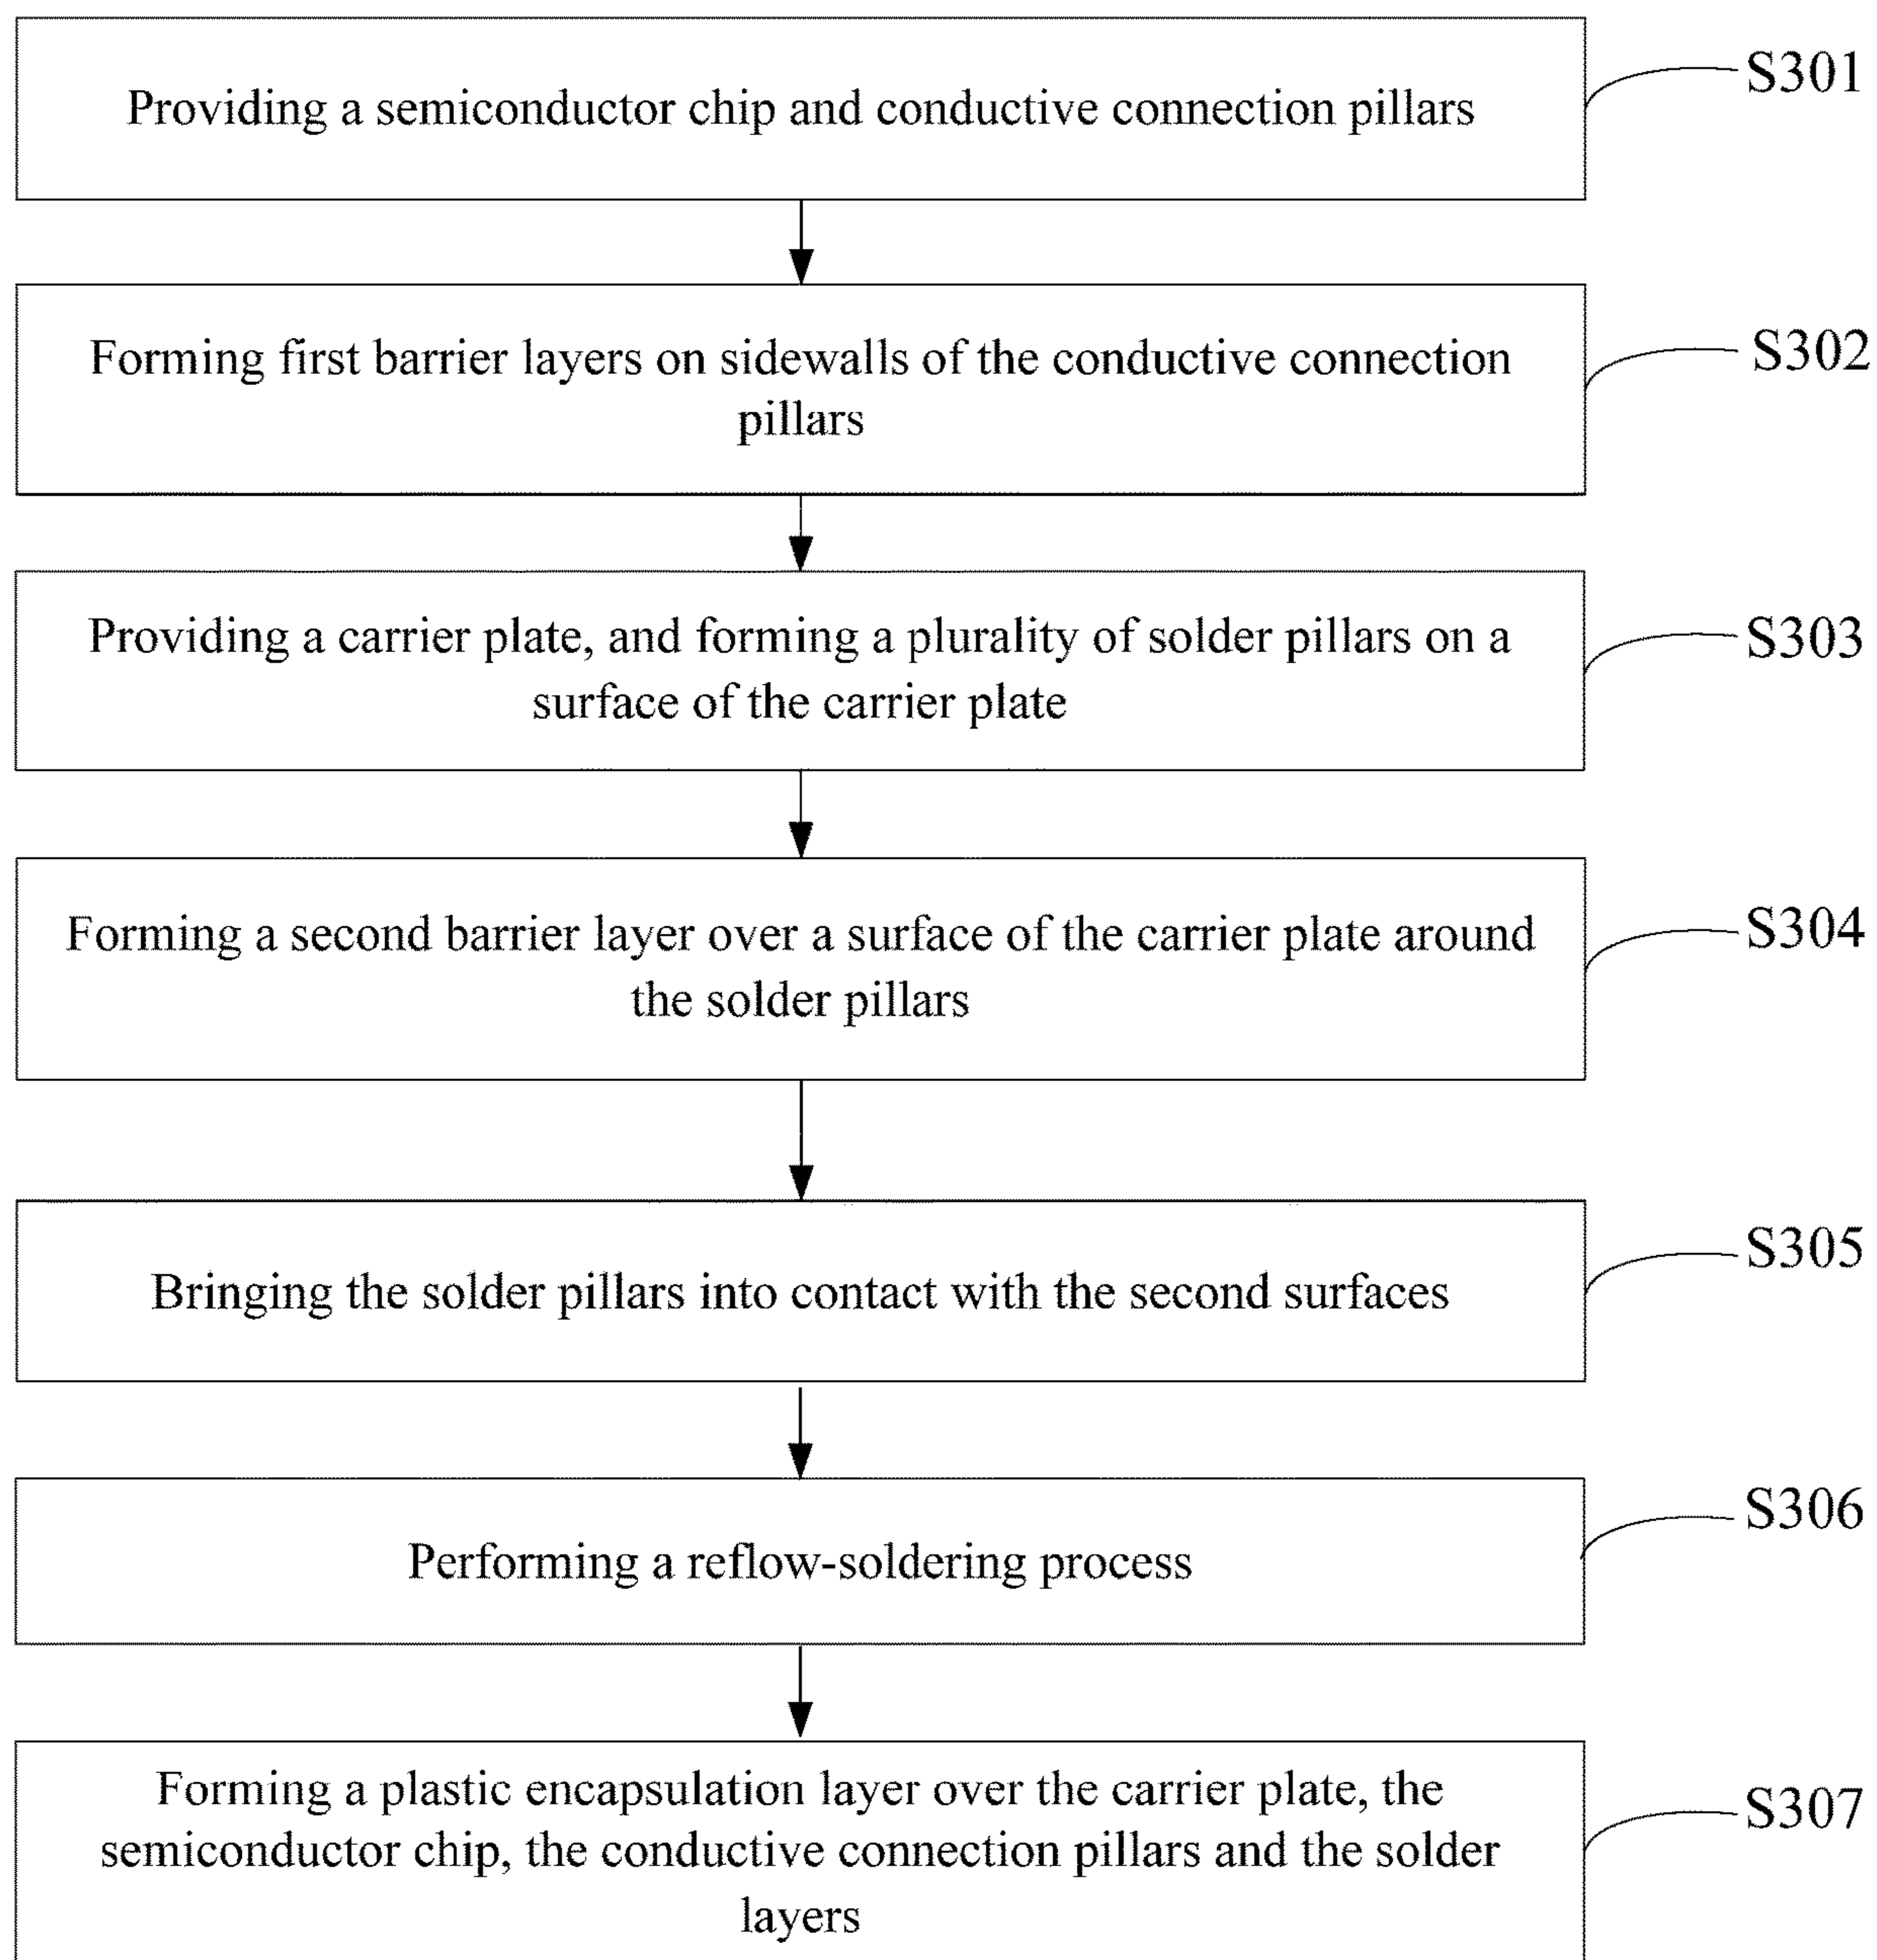 Providing a semiconductor chip and conductive connection pillars
S301
Forming first barrier layers on sidewalls of the conductive connection
pillars
S302
Providing a carrier plate, and forming a plurality of solder pillars on a
surface of the carrier plate
S303
Forming a second barrier layer over a surface of the carrier plate around
the solder pillars
S304
Bringing the solder pillars into contact with the second surfaces
S305
Performing a reflow-soldering process
S306
Forming a plastic encapsulation layer over the carrier plate, the
semiconductor chip, the conductive connection pillars and the solder
layers
S307